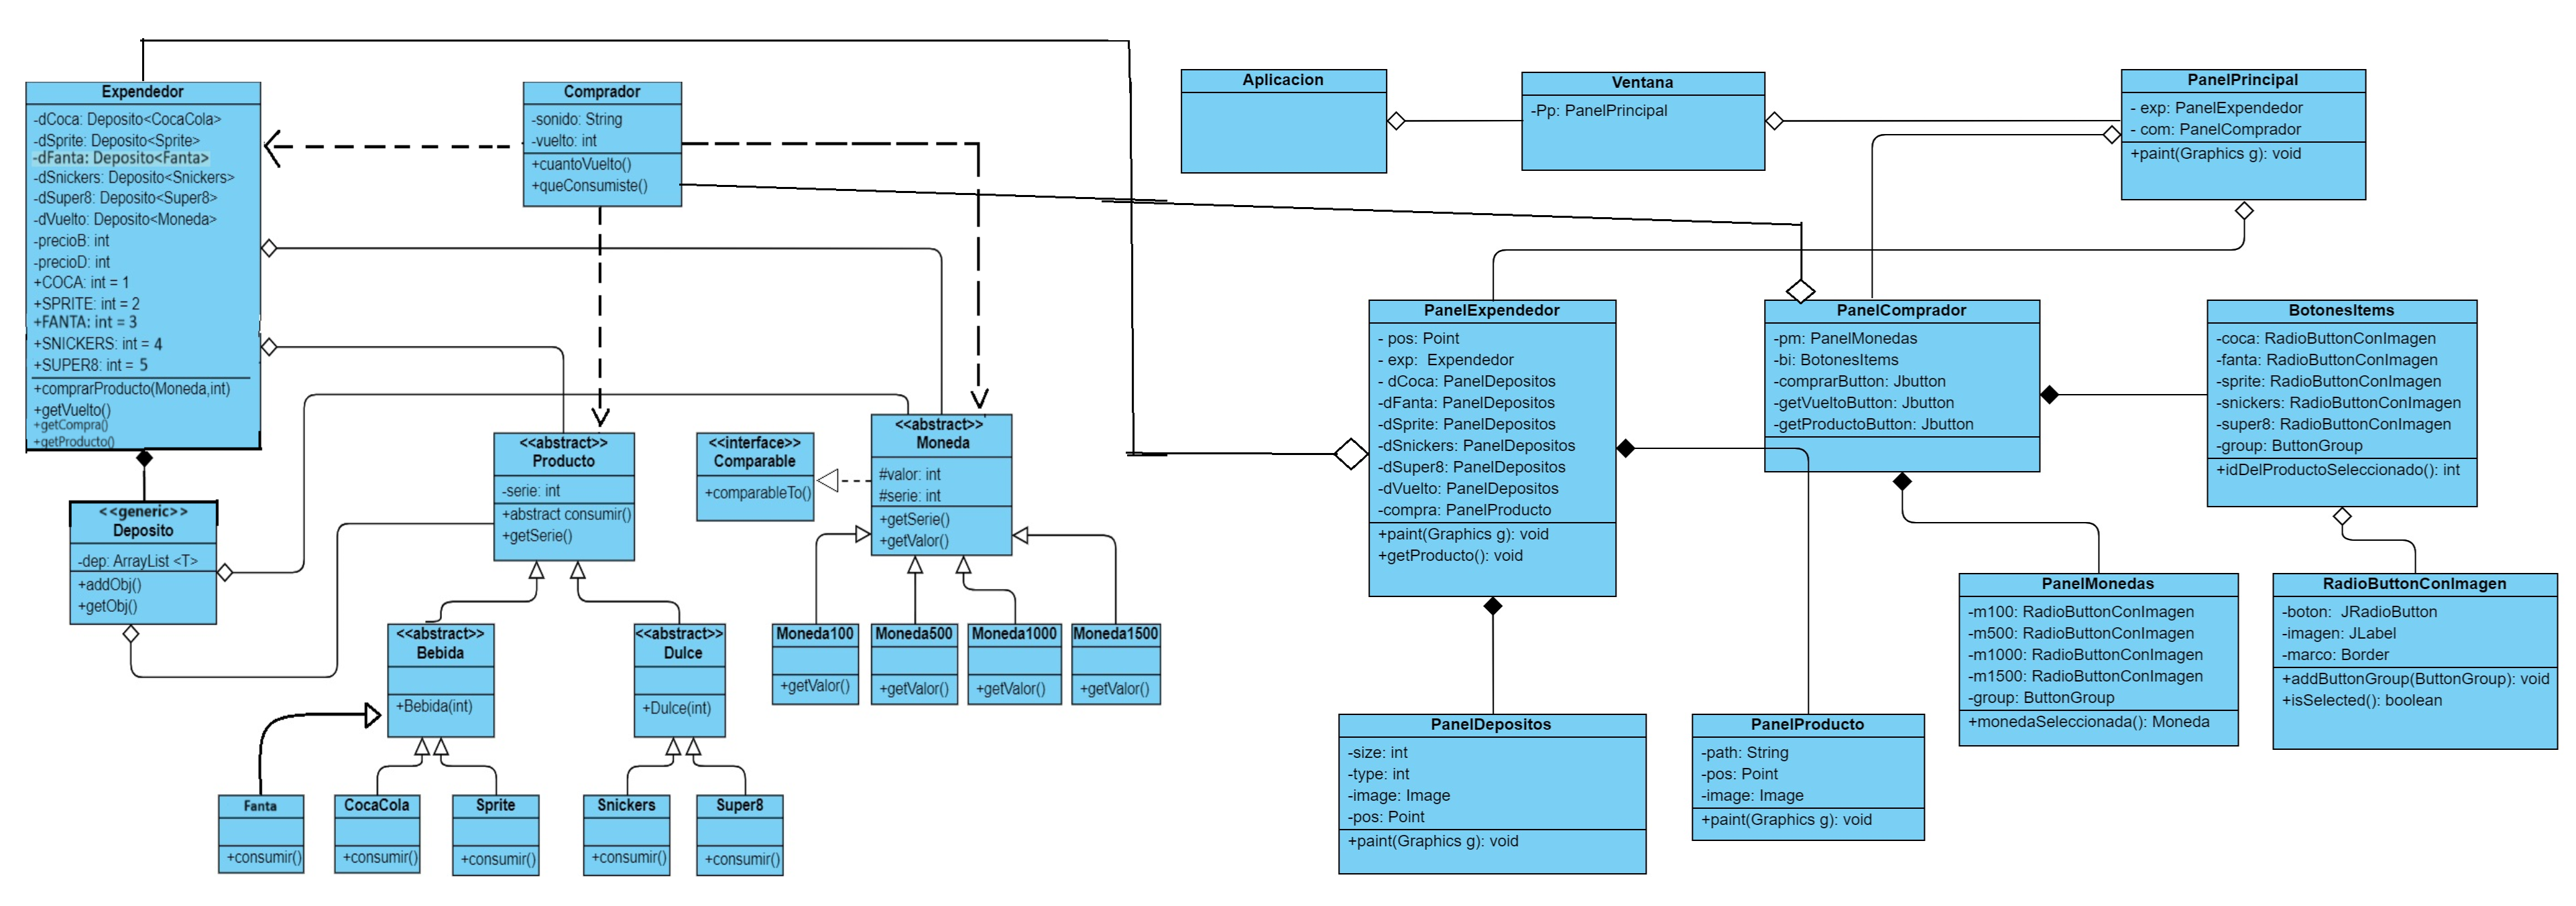 Expendedor
-dCoca: Deposito<CocaCola>
-dSprite: Deposito<Sprite>
-dFanta: Deposito<Fanta>
-dSnickers: Deposito<Snickers>
-dSuper8: Deposito<Super8>
-dVuelto: Deposito<Moneda>
-precioB: int
-precioD: int
+COCA: int = 1
+SPRITE: int = 2
+FANTA: int = 3
+SNICKERS: int = 4
+SUPER8: int = 5
+comprarProducto(Moneda,int)
+getVuelto()
+getCompra()
+getProducto()
Comprador
-sonido: String
-vuelto: int
+cuantoVuelto()
+queConsumiste()
<<generic>>
Deposito
-dep: ArrayList <T>
+addObj()
+getObj()
<<abstract>>
Producto
-serie: int
+abstract consumir()
+getSerie()
<<interface>>
Comparable
+comparableTo()
<<abstract>>
Moneda
#valor: int
#serie: int
+getSerie()
+getValor()
<<abstract>>
Bebida
+Bebida(int)
<<abstract>>
Dulce
+Dulce(int)
Moneda100
+getValor()
Moneda500
+getValor()
Moneda1000
+getValor()
Moneda1500
+getValor()
Fanta
+consumir()
CocaCola
+consumir()
Sprite
+consumir()
Snickers
+consumir()
Super8
+consumir()
Aplicacion
Ventana
-Pp: PanelPrincipal
PanelPrincipal
- exp: PanelExpendedor
- com: PanelComprador
+paint(Graphics g): void
PanelExpendedor
- pos: Point
- exp: Expendedor
- dCoca: PanelDepositos
-dFanta: PanelDepositos
-dSprite: PanelDepositos
-dSnickers: PanelDepositos
-dSuper8: PanelDepositos
-dVuelto: PanelDepositos
-compra: PanelProducto
+paint(Graphics g): void
+getProducto(): void
PanelComprador
-pm: PanelMonedas
-bi: BotonesItems
-comprarButton: Jbutton
-getVueltoButton: Jbutton
-getProductoButton: Jbutton
BotonesItems
-coca: RadioButtonConImagen
-fanta: RadioButtonConImagen
-sprite: RadioButtonConImagen
-snickers: RadioButtonConImagen
-super8: RadioButtonConImagen
-group: ButtonGroup
+idDelProductoSeleccionado(): int
PanelMonedas
-m100: RadioButtonConImagen
-m500: RadioButtonConImagen
-m1000: RadioButtonConImagen
-m1500: RadioButtonConImagen
-group: ButtonGroup
+monedaSeleccionada(): Moneda
RadioButtonConImagen
-boton: JRadioButton
-imagen: JLabel
-marco: Border
+addButtonGroup(ButtonGroup): void
+isSelected(): boolean
PanelDepositos
-size: int
-type: int
-image: Image
-pos: Point
+paint(Graphics g): void
PanelProducto
-path: String
-pos: Point
-image: Image
+paint(Graphics g): void